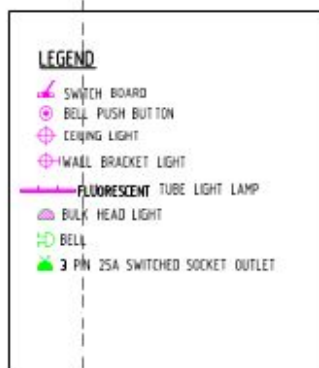 LEGEND
SWITCH BOARD
BELL PUSH BUTTON
CEILING LIGHT
WALL BRACKET LIGHT
FLUORESCENT TUBE LIGHT LAMP
BULK HEAD LIGHT
BELL
3 PIN 25A SWITCHED SOCKET OUTLET